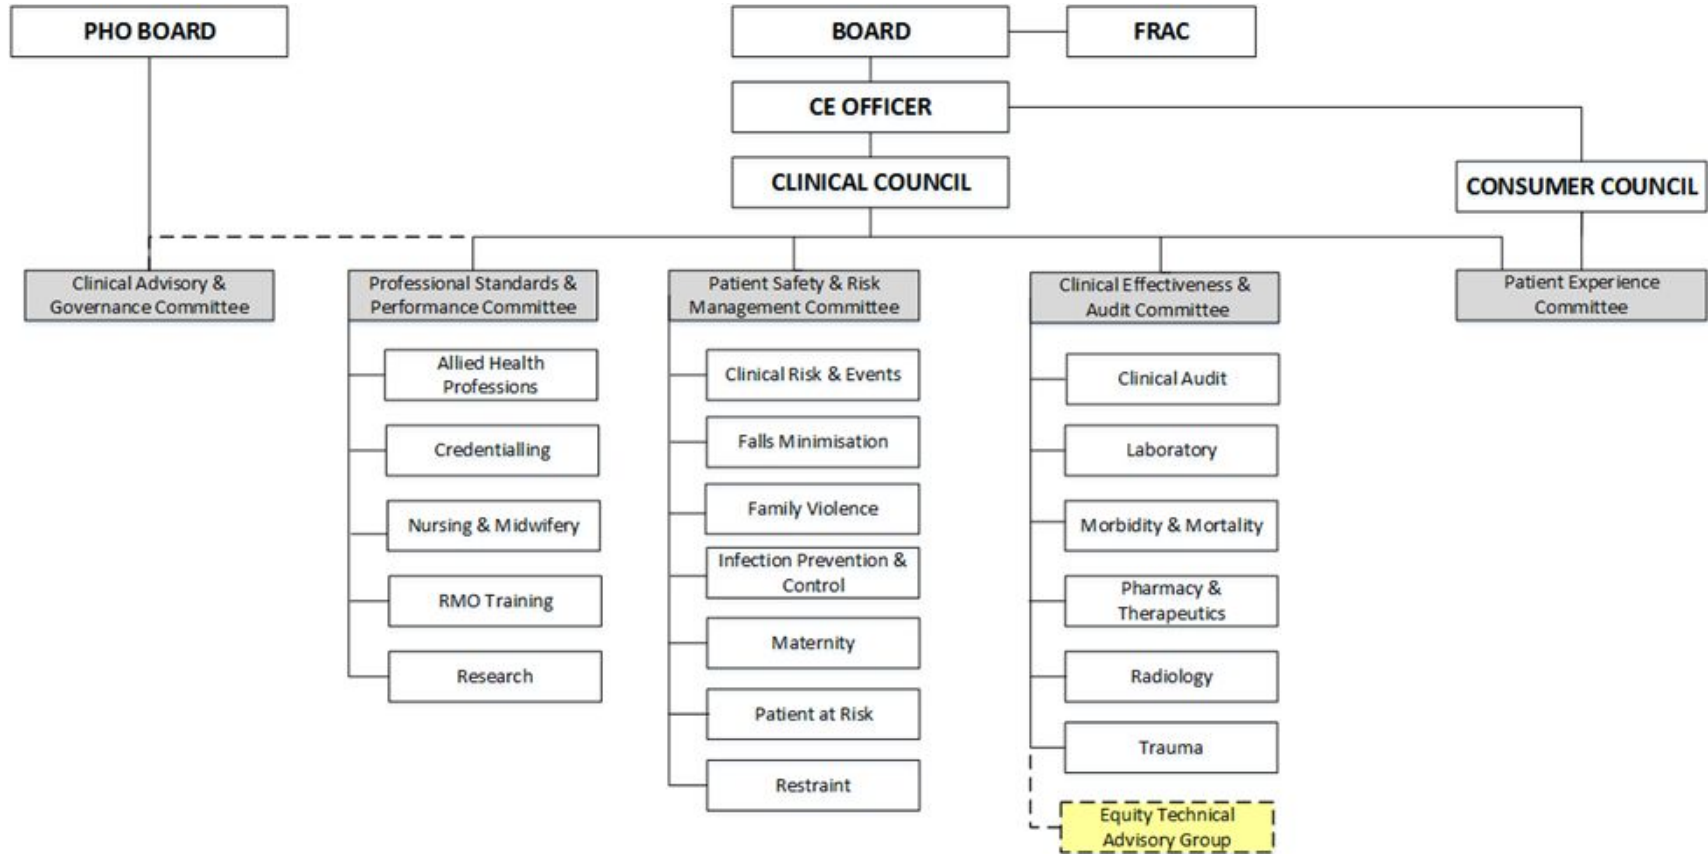 PHO BOARD
BOARD
FRAC
CE OFFICER
CLINICAL COUNCIL
CONSUMER COUNCIL
Clinical Advisory &
Governance Committee
Professional Standards &
Performance Committee
Patient Safety & Risk
Management Committee
Clinical Effectiveness &
Audit Committee
Patient Experience
Committee
Allied Health
Professions
Credentialling
Nursing & Midwifery
RMO Training
Research
Clinical Risk & Events
Falls Minimisation
Family Violence
Infection Prevention &
Control
Maternity
Patient at Risk
Restraint
Clinical Audit
Laboratory
Morbidity & Mortality
Pharmacy &
Therapeutics
Radiology
Trauma
Equity Technical
Advisory Group